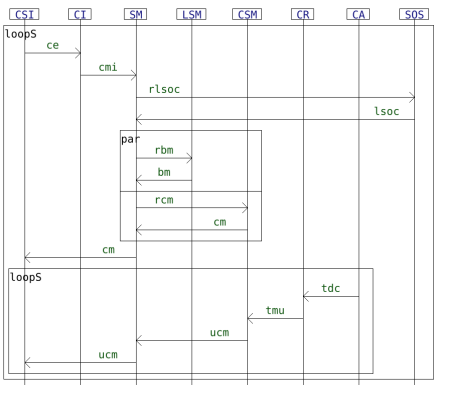 CSI CI SM LSM CSM CR CA SOS
loopS
ce
cmi
rlsoc
lsoc
par
rbm
bm
rcm
cm
cm
loopS
tdc
tmu
ucm
ucm